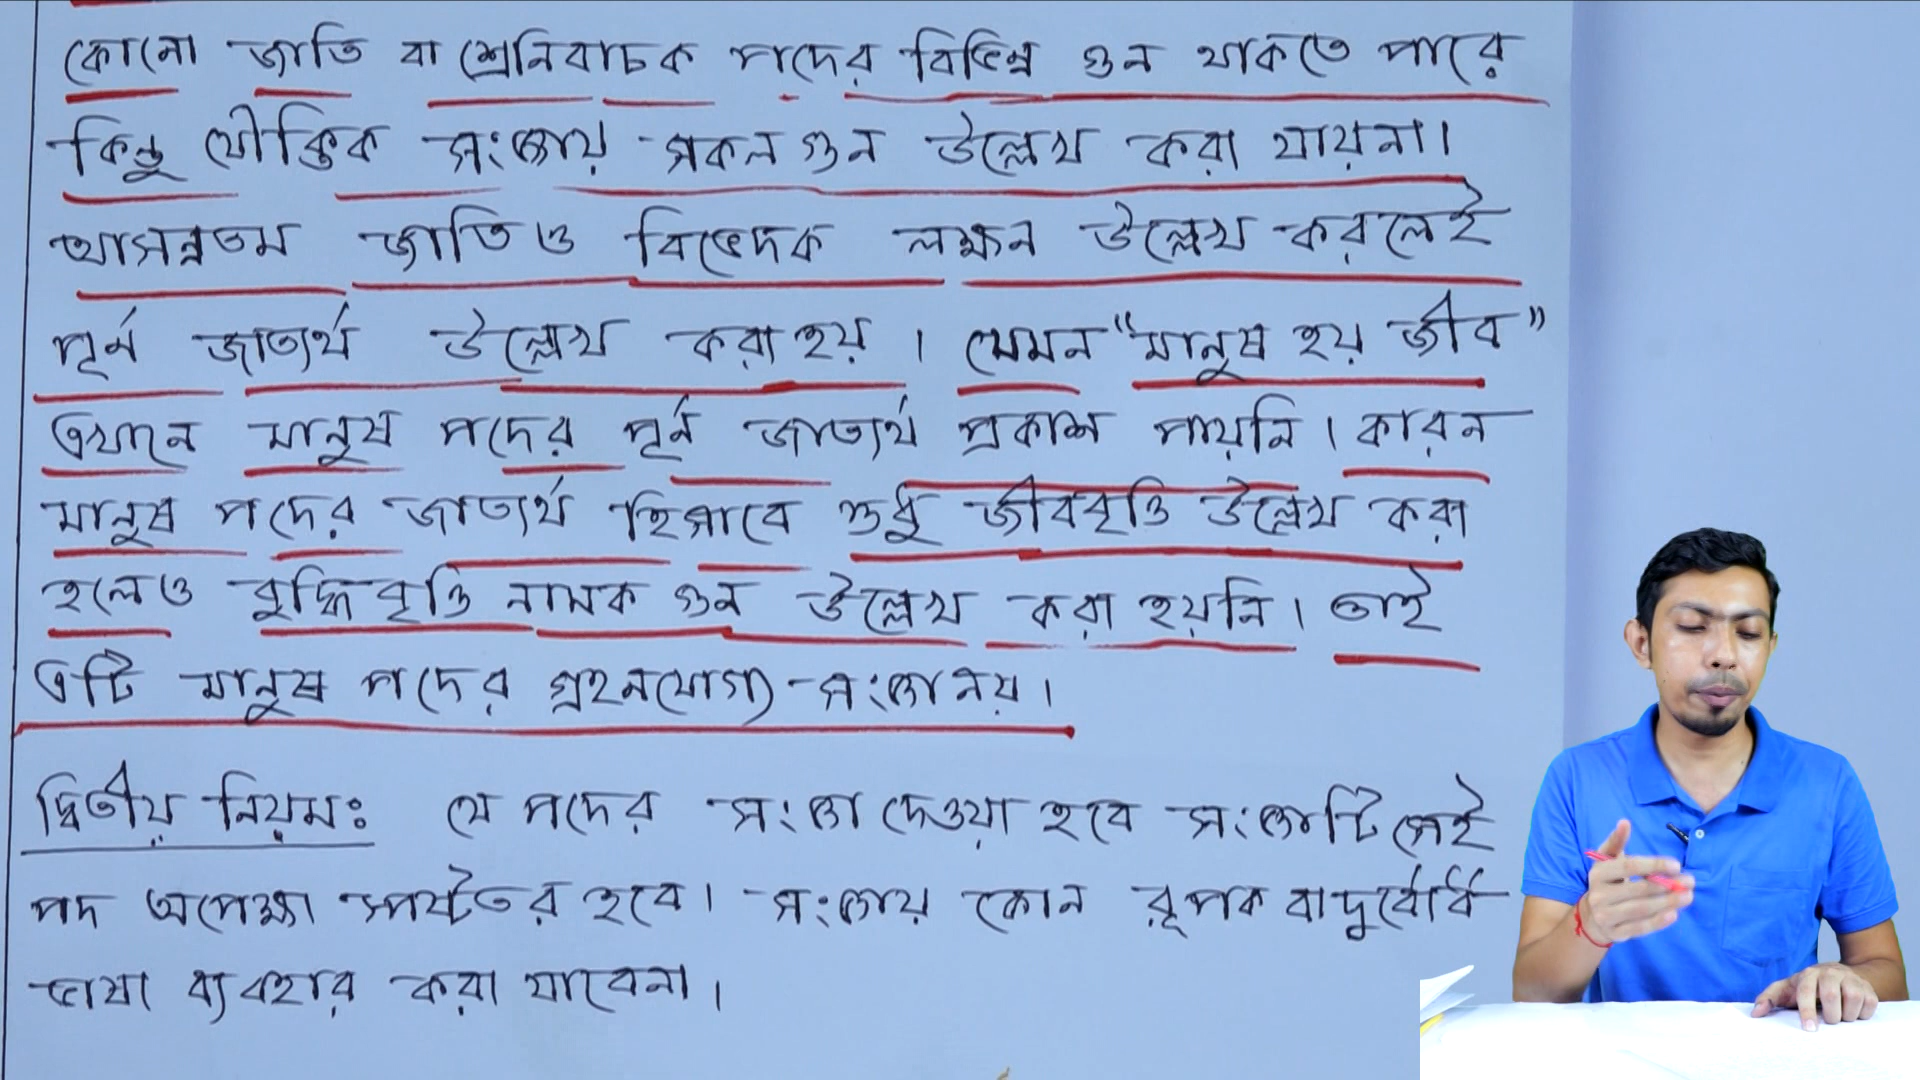 কোনো জাতি বা শ্রেনিবাচক পদের বিভিন্ন গুন থাকতে পারে
কিন্তু যৌক্তিক সংজ্ঞায় সকল গুন উল্লেখ করা যায়না।
আসন্নতম জাতি ও বিভেদক লক্ষন উল্লেখ করলেই
পূর্ন জাত্যর্থ উল্লেখ করা হয়। যেমন "মানুষ হয় জীব"
এখানে মানুষ পদের পূর্ন জাত্যর্থ প্রকাশ পায়নি। কারন
মানুষ পদের জাত্যর্থ হিসাবে শুধু জীববৃত্তি উল্লেখ করা
হলেও বুদ্ধিবৃত্তি নামক গুন উল্লেখ করা হয়নি। তাই
এটি মানুষ পদের গ্রহনযোগ্য সংজ্ঞা নয়।
দ্বিতীয় নিয়মঃ যে পদের সংজ্ঞা দেওয়া হবে সংজ্ঞাটি সেই
পদ অপেক্ষা স্পষ্টতর হবে। সংজ্ঞায় কোন রূপক বা দুর্বোধ্য
ভাষা ব্যবহার করা যাবেনা।